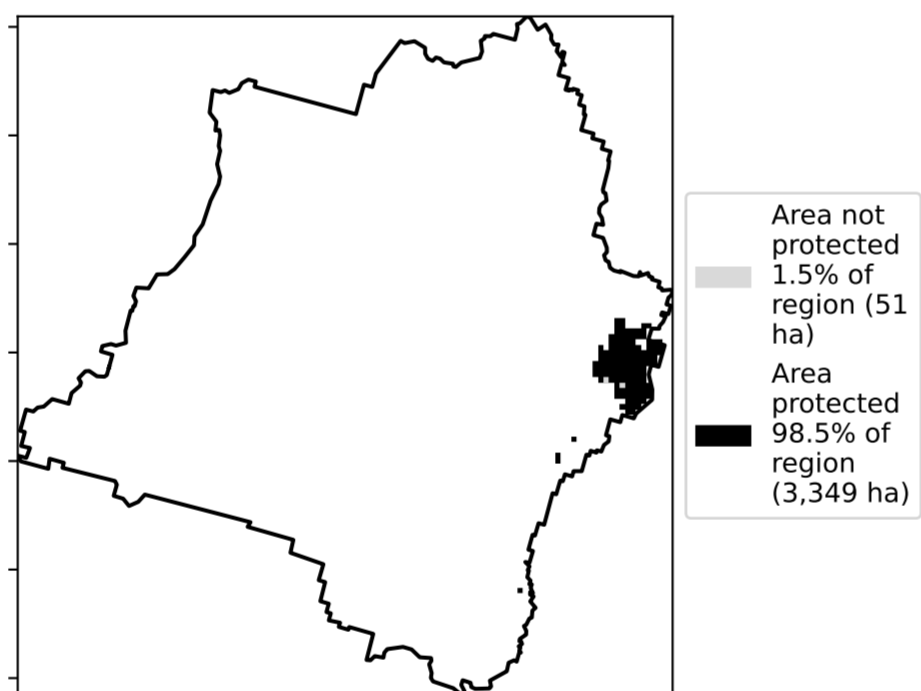 Area not
protected
1.5% of
region (51
ha)
Area
protected
98.5% of
region
(3,349 ha)